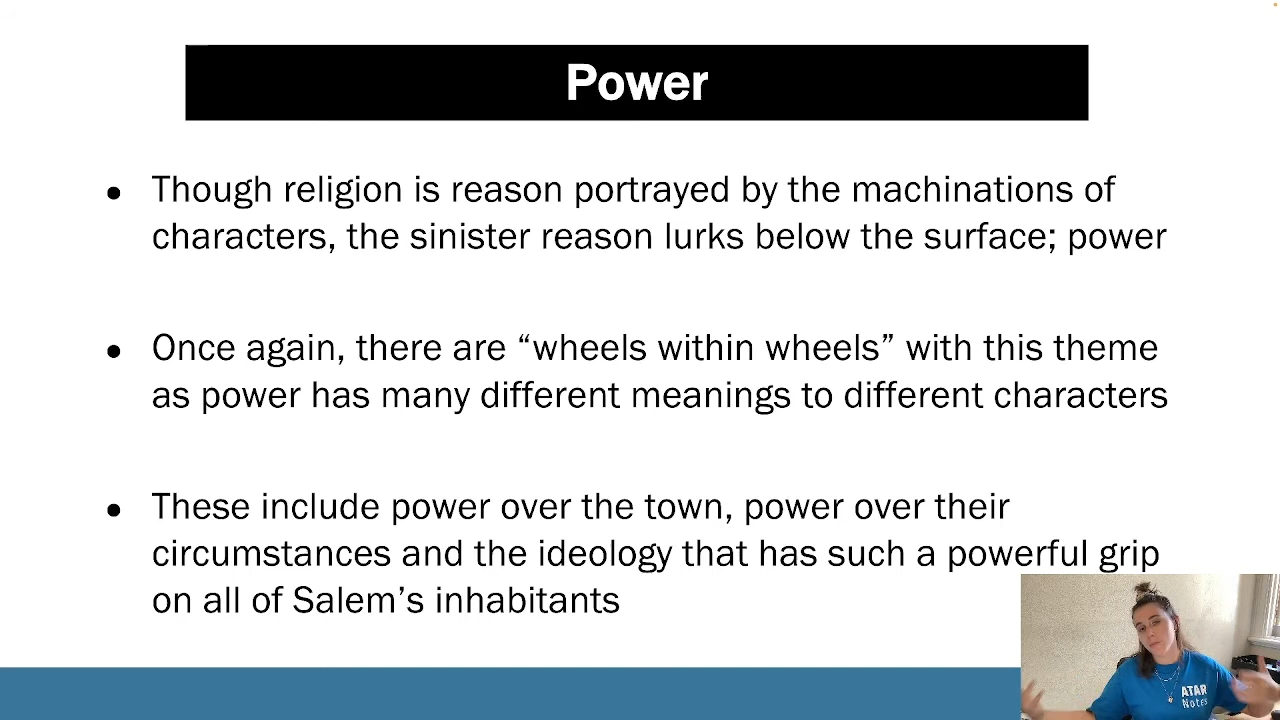 Power
● Though religion is reason portrayed by the machinations of
characters, the sinister reason lurks below the surface; power
● Once again, there are “wheels within wheels” with this theme
as power has many different meanings to different characters
● These include power over the town, power over their
circumstances and the ideology that has such a powerful grip
on all of Salem’s inhabitants
ATAR
Notes